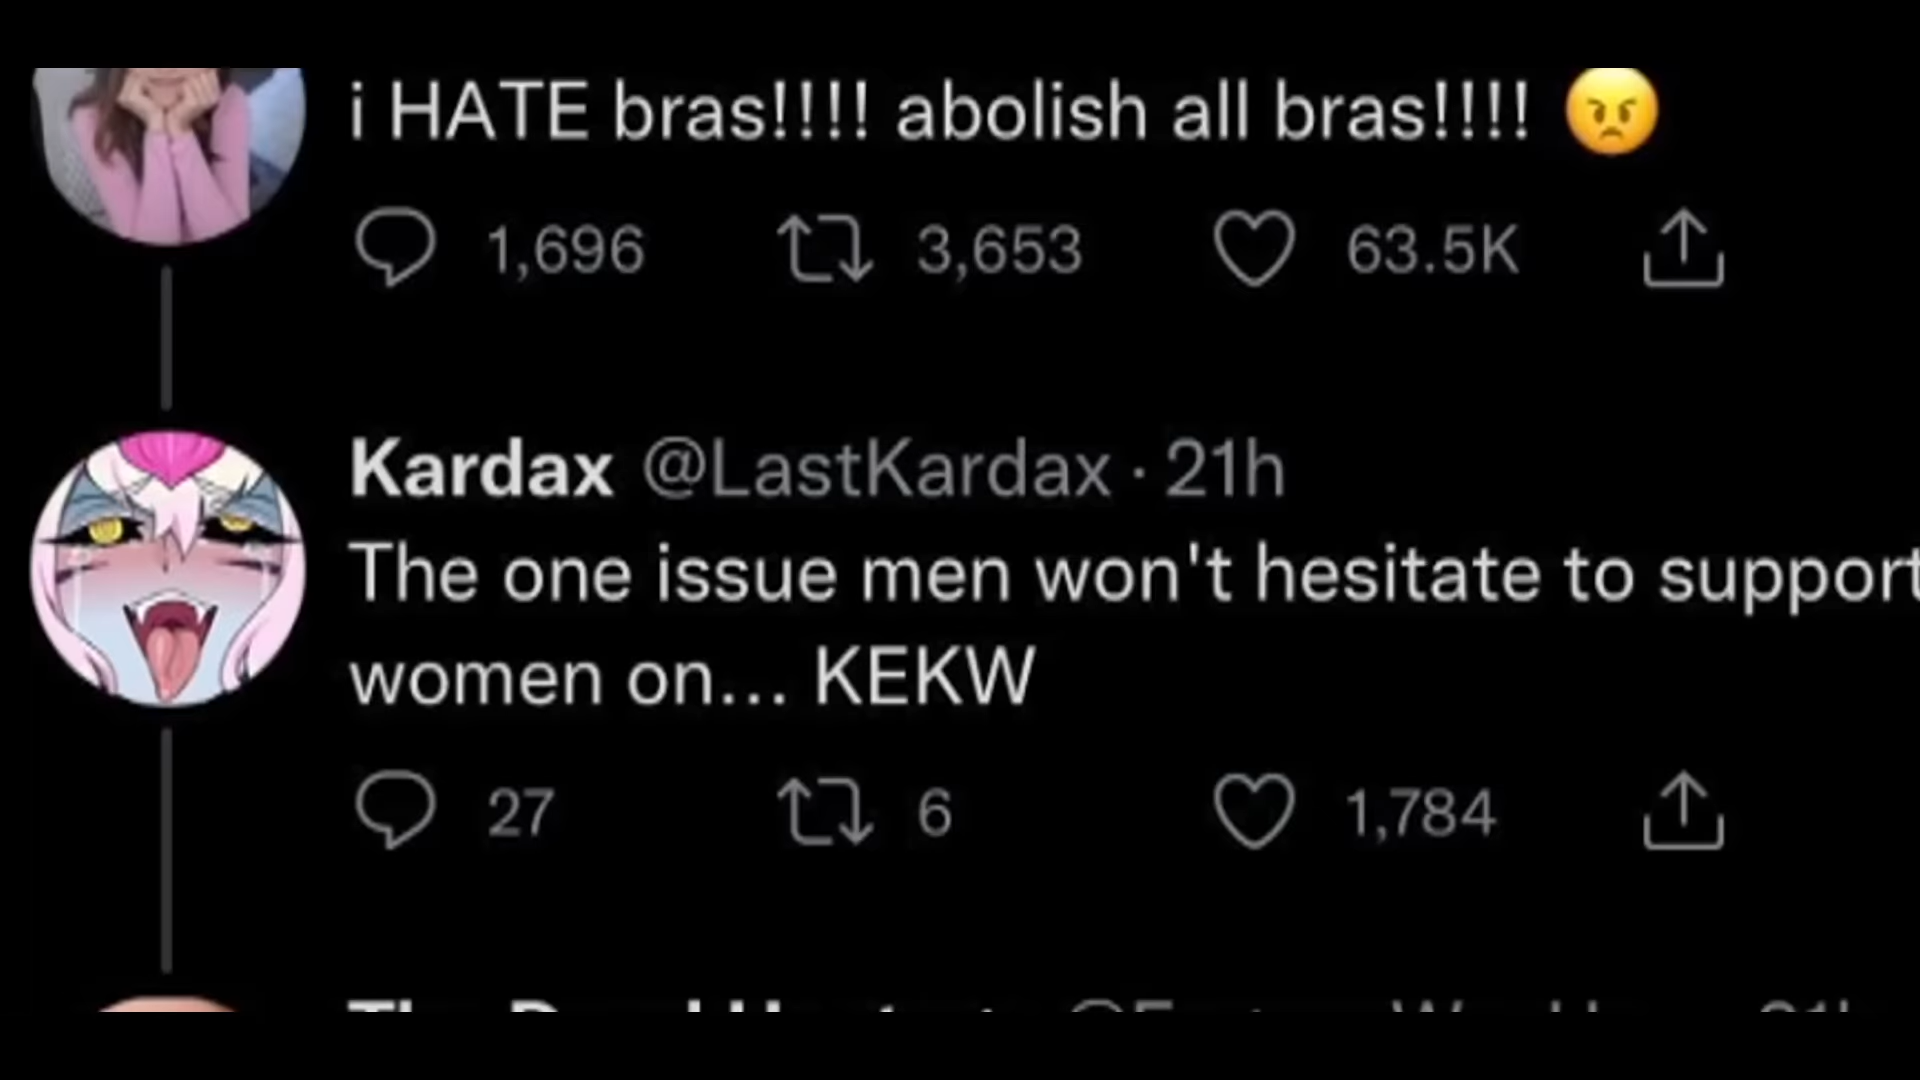 i HATE bras!!!! abolish all bras!!!! 😠
1,696 3,653 63.5K
Kardax @LastKardax · 21h
The one issue men won't hesitate to support
women on... KEKW
27 6 1,784